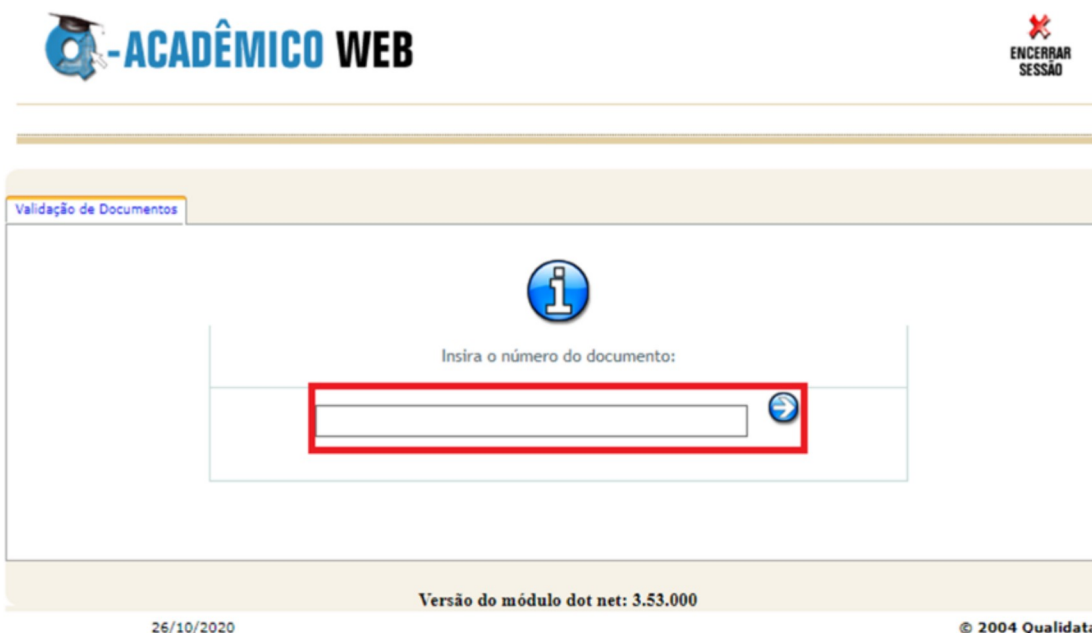 Q-ACADÊMICO WEB
ENCERRAR
SESSÃO
Validação de Documentos
Insira o número do documento:
Versão do módulo dot net: 3.53.000
26/10/2020
© 2004 Qualidata